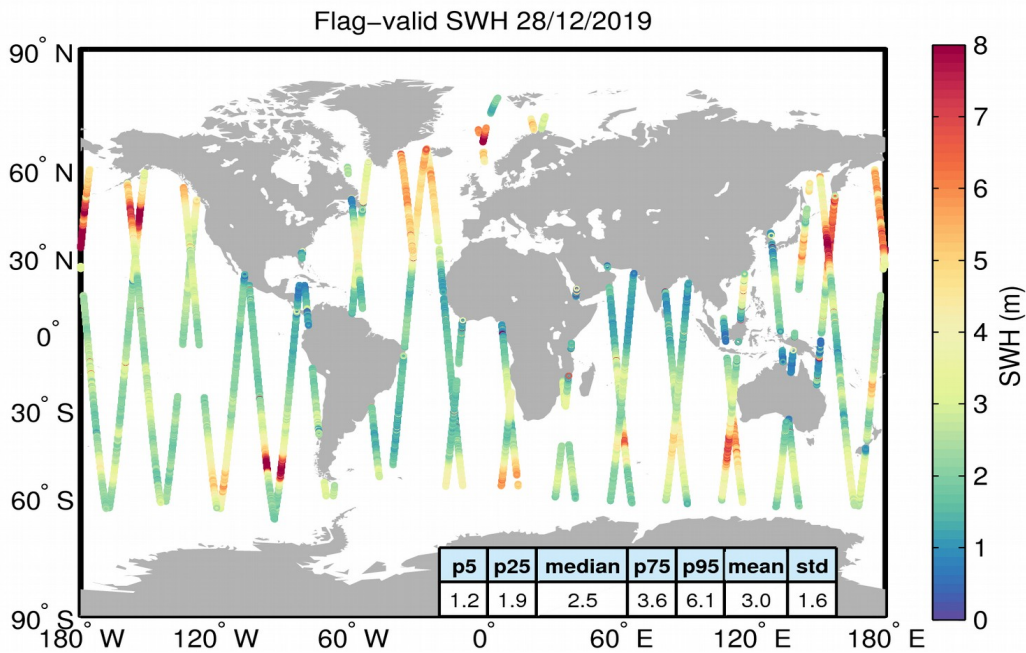 Flag−valid SWH 28/12/2019
90° N
60° N
30° N
0°
30° S
60° S
90° S
180° W
120° W
60° W
0°
60° E
120° E
180° E
p5 p25 median p75 p95 mean std
1.2 1.9 2.5 3.6 6.1 3.0 1.6
8
7
6
5
4
3
2
1
0
SWH (m)